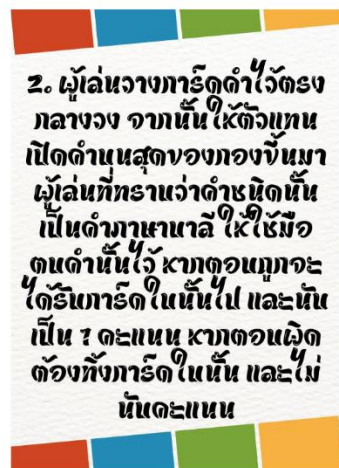 2. ผู้เล่นวางการ์ดคำไว้ตรง
กลางวง จากนั้นให้ตัวแทน
เปิดคำบนสุดของกองขึ้นมา
ผู้เล่นที่ทราบว่าคำชนิดนั้น
เป็นคำภาษาบาลี ให้ใช้มือ
ตบคำนั้นไว้ หากตอบถูกจะ
ได้รับการ์ดใบนั้นไป และนับ
เป็น 1 คะแนน หากตอบผิด
ต้องทิ้งการ์ดใบนั้น และไม่
นับคะแนน